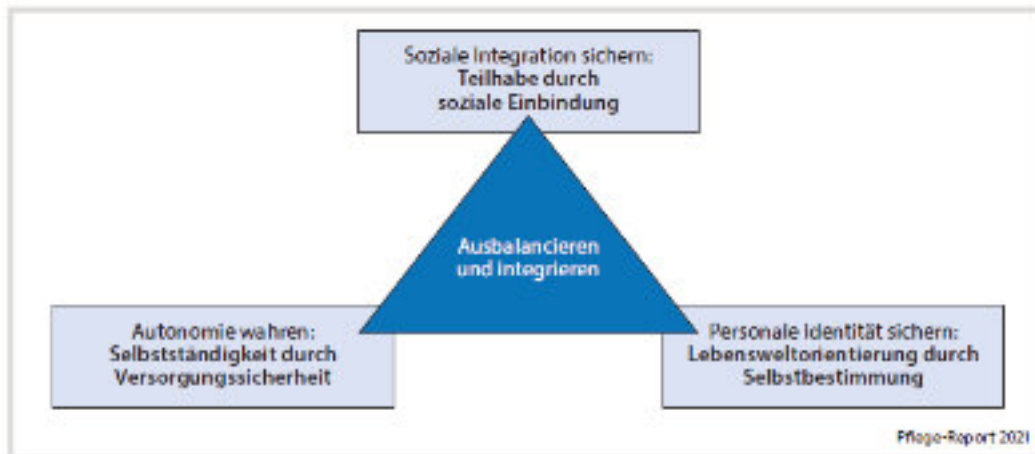 Soziale Integration sichern:
Teilhabe durch
soziale Einbindung
Ausbalancieren
und integrieren
Autonomie wahren:
Selbstständigkeit durch
Versorgungssicherheit
Personale Identität sichern:
Lebensweltorientierung durch
Selbstbestimmung
Pflege-Report 2021